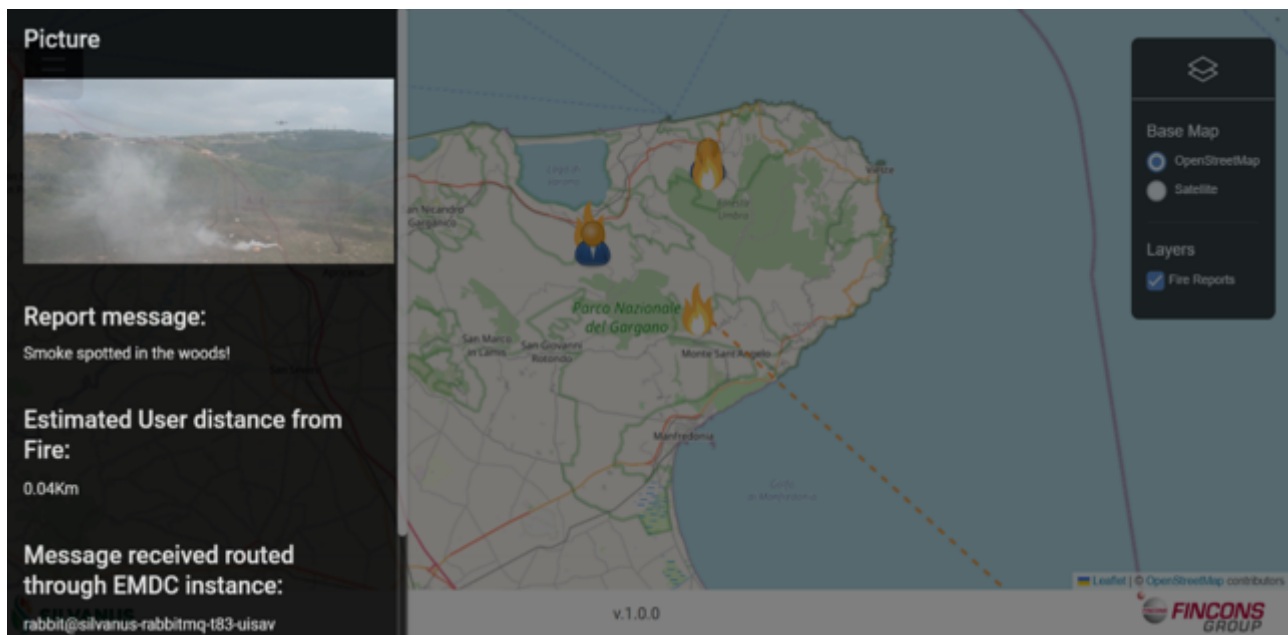 Picture
Report message:
Smoke spotted in the woods!
Estimated User distance from
Fire:
0.04Km
Message received routed
through EMDC instance:
rabbit@silvanus-rabbitmq-t83-uisav
SILVANUS
Vieste
San Nicandro
Garganico
Umbra
Apricena
Parco Nazionale
del Gargano
San Marco
in Lamis
San Giovanni
Rotondo
Monte Sant'Angelo
Manfredonia
Base Map
OpenStreetMap
Satellite
Layers
Fire Reports
Leaflet | © OpenStreetMap contributors
v.1.0.0
FINCONS
GROUP